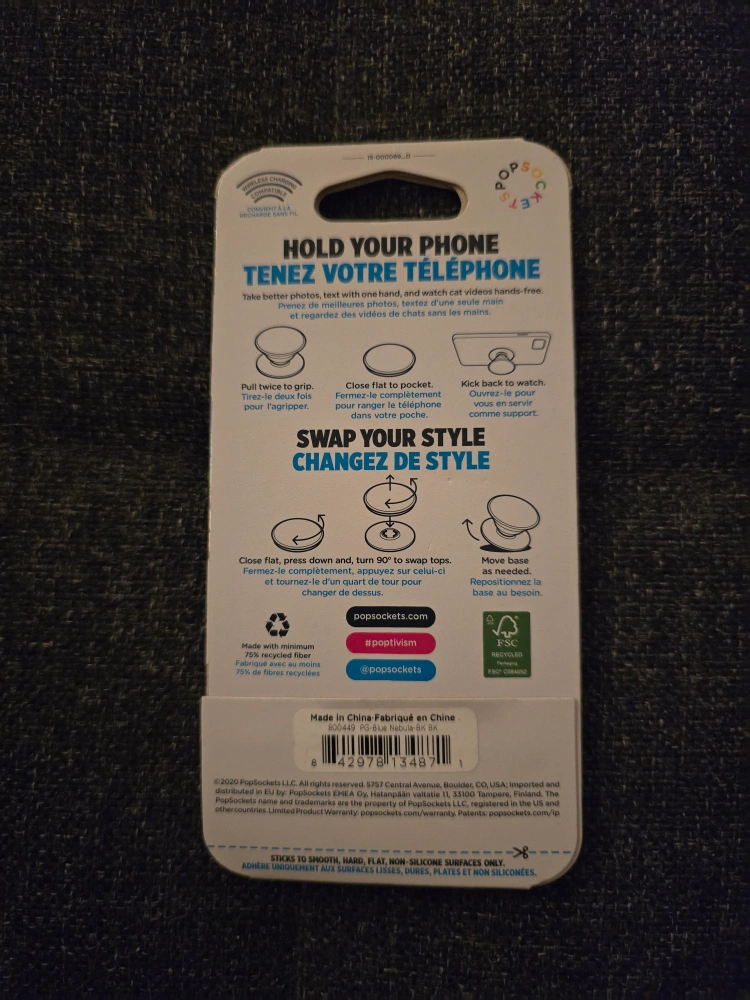 15-000046_D
WIRELESS CHARGING
COMPATIBLE
CONVIENT À LA
RECHARGE SANS FIL
POPSOCKETS
HOLD YOUR PHONE
TENEZ VOTRE TÉLÉPHONE
Take better photos, text with one hand, and watch cat videos hands-free.
Prenez de meilleures photos, textez d'une seule main
et regardez des vidéos de chats sans les mains.
Pull twice to grip.
Tirez-le deux fois
pour l'agripper.
Close flat to pocket.
Fermez-le complètement
pour ranger le téléphone
dans votre poche.
Kick back to watch.
Ouvrez-le pour
vous en servir
comme support.
SWAP YOUR STYLE
CHANGEZ DE STYLE
Close flat, press down and, turn 90° to swap tops.
Fermez-le complètement, appuyez sur celui-ci
et tournez-le d'un quart de tour pour
changer de dessus.
Move base
as needed.
Repositionnez la
base au besoin.
Made with minimum
75% recycled fiber
Fabriqué avec au moins
75% de fibres recyclées
popsockets.com
#poptivism
@popsockets
FSC
RECYCLED
Packaging
Made in China·Fabriqué en Chine
800449 PG-Blue Nebula-BK BK
8 42978 13487 1
©2020 PopSockets LLC. All rights reserved. 5757 Central Avenue, Boulder, CO, USA; Imported and
distributed in EU by: PopSockets EMEA Oy, Hatanpään valtatie 11, 33100 Tampere, Finland. The
PopSockets name and trademarks are the property of PopSockets LLC, registered in the US and
othercountries. Limited Product Warranty: popsockets.com/warranty. Patents: popsockets.com/ip
STICKS TO SMOOTH, HARD, FLAT, NON-SILICONE SURFACES ONLY.
ADHÈRE UNIQUEMENT AUX SURFACES LISSES, DURES, PLATES ET NON SILICONÉES.